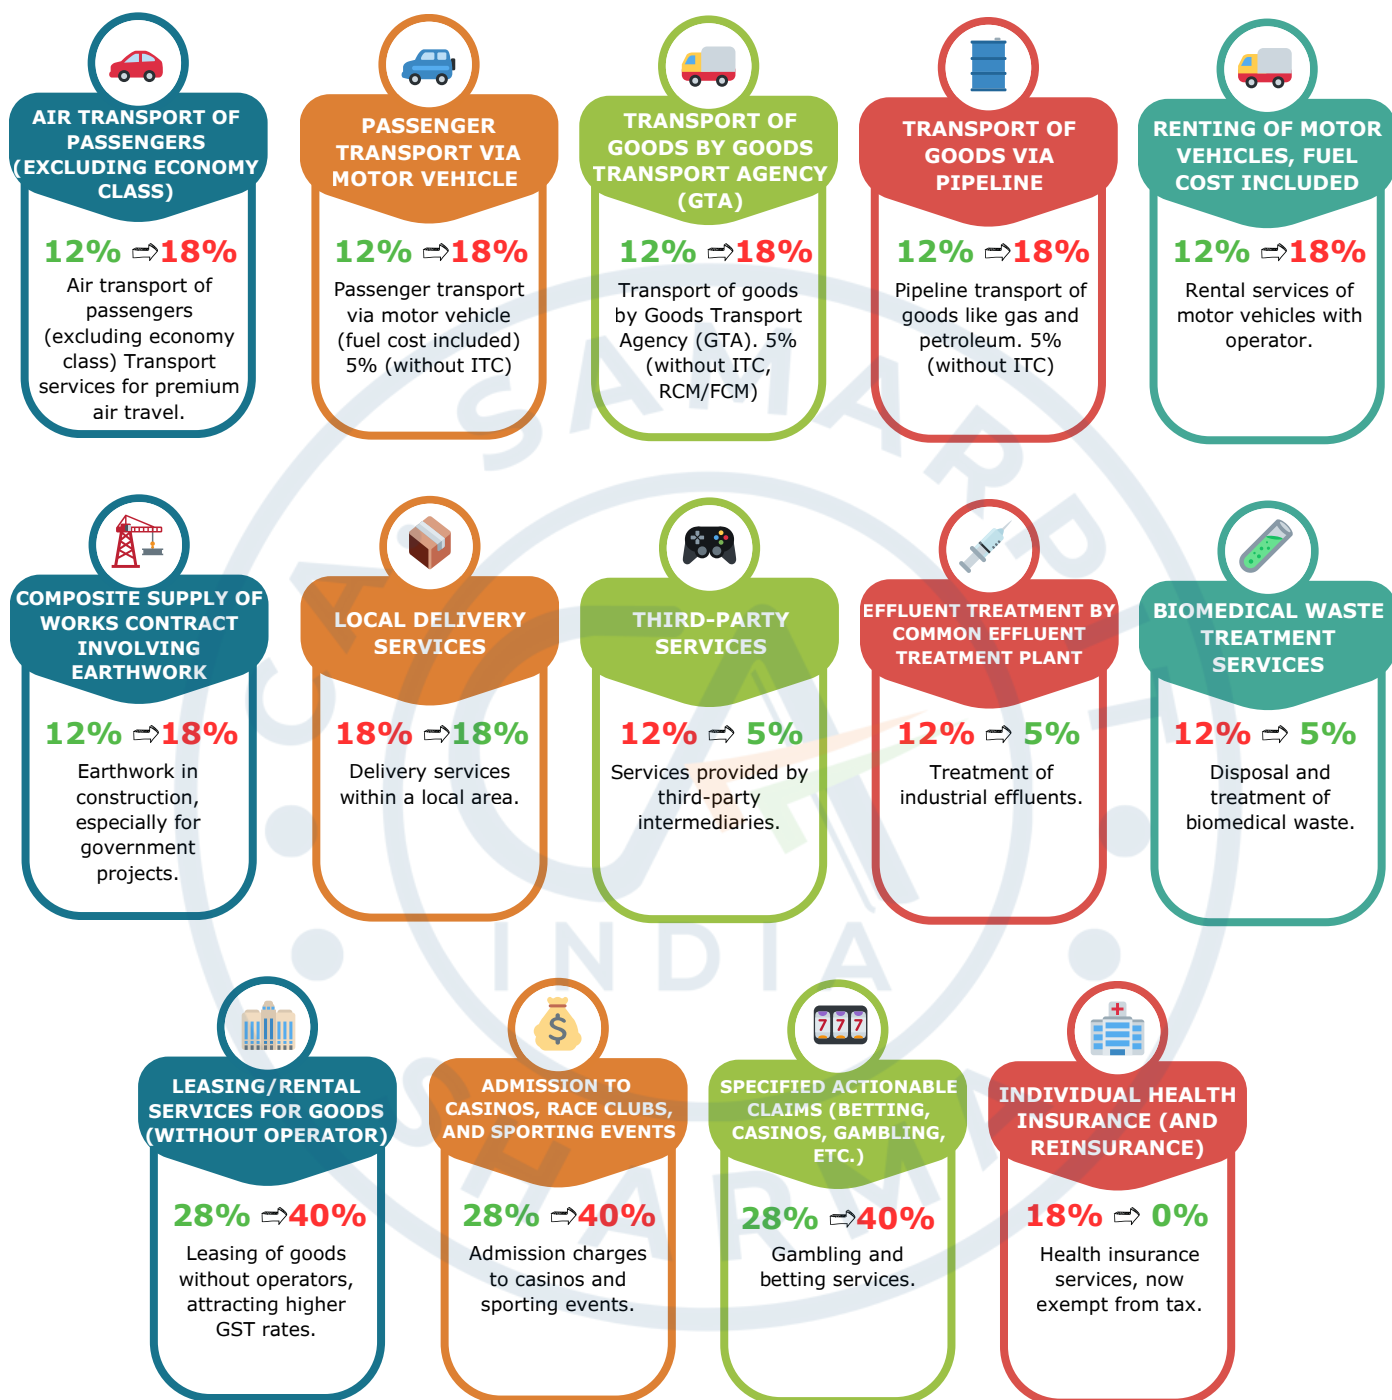 AIR TRANSPORT OF
PASSENGERS
(EXCLUDING ECONOMY
CLASS)
12% ➯18%
Air transport of
passengers
(excluding economy
class) Transport
services for premium
air travel.
PASSENGER
TRANSPORT VIA
MOTOR VEHICLE
12% ➯18%
Passenger transport
via motor vehicle
(fuel cost included)
5% (without ITC)
TRANSPORT OF
GOODS BY GOODS
TRANSPORT AGENCY
(GTA)
12% ➯18%
Transport of goods
by Goods Transport
Agency (GTA). 5%
(without ITC,
RCM/FCM)
TRANSPORT OF
GOODS VIA
PIPELINE
12% ➯18%
Pipeline transport of
goods like gas and
petroleum. 5%
(without ITC)
RENTING OF MOTOR
VEHICLES, FUEL
COST INCLUDED
12% ➯18%
Rental services of
motor vehicles with
operator.
COMPOSITE SUPPLY OF
WORKS CONTRACT
INVOLVING
EARTHWORK
12% ➯18%
Earthwork in
construction,
especially for
government
projects.
LOCAL DELIVERY
SERVICES
18% ➯18%
Delivery services
within a local area.
THIRD-PARTY
SERVICES
12% ➯ 5%
Services provided by
third-party
intermediaries.
EFFLUENT TREATMENT BY
COMMON EFFLUENT
TREATMENT PLANT
12% ➯ 5%
Treatment of
industrial effluents.
BIOMEDICAL WASTE
TREATMENT
SERVICES
12% ➯ 5%
Disposal and
treatment of
biomedical waste.
LEASING/RENTAL
SERVICES FOR GOODS
(WITHOUT OPERATOR)
28% ➯40%
Leasing of goods
without operators,
attracting higher
GST rates.
ADMISSION TO
CASINOS, RACE CLUBS,
AND SPORTING EVENTS
28% ➯40%
Admission charges
to casinos and
sporting events.
777
SPECIFIED ACTIONABLE
CLAIMS (BETTING,
CASINOS, GAMBLING,
ETC.)
28% ➯40%
Gambling and
betting services.
INDIVIDUAL HEALTH
INSURANCE (AND
REINSURANCE)
18% ➯ 0%
Health insurance
services, now
exempt from tax.
CA SAMARPIT
SHARMA
CA
INDIA